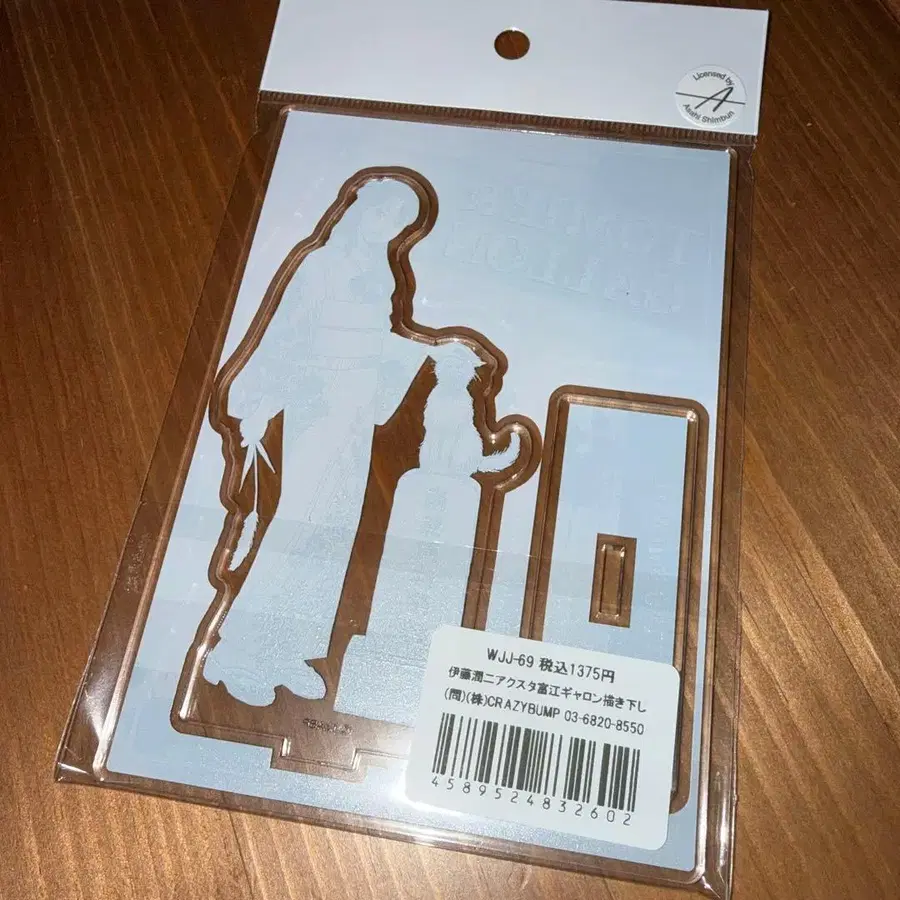 Licensed by
A
Asahi Shimbun
WJJ-69 税込1375円
伊藤潤二アクスタ富江ギャロン描き下し
(問)(株)CRAZYBUMP 03-6820-8550
4589524832602